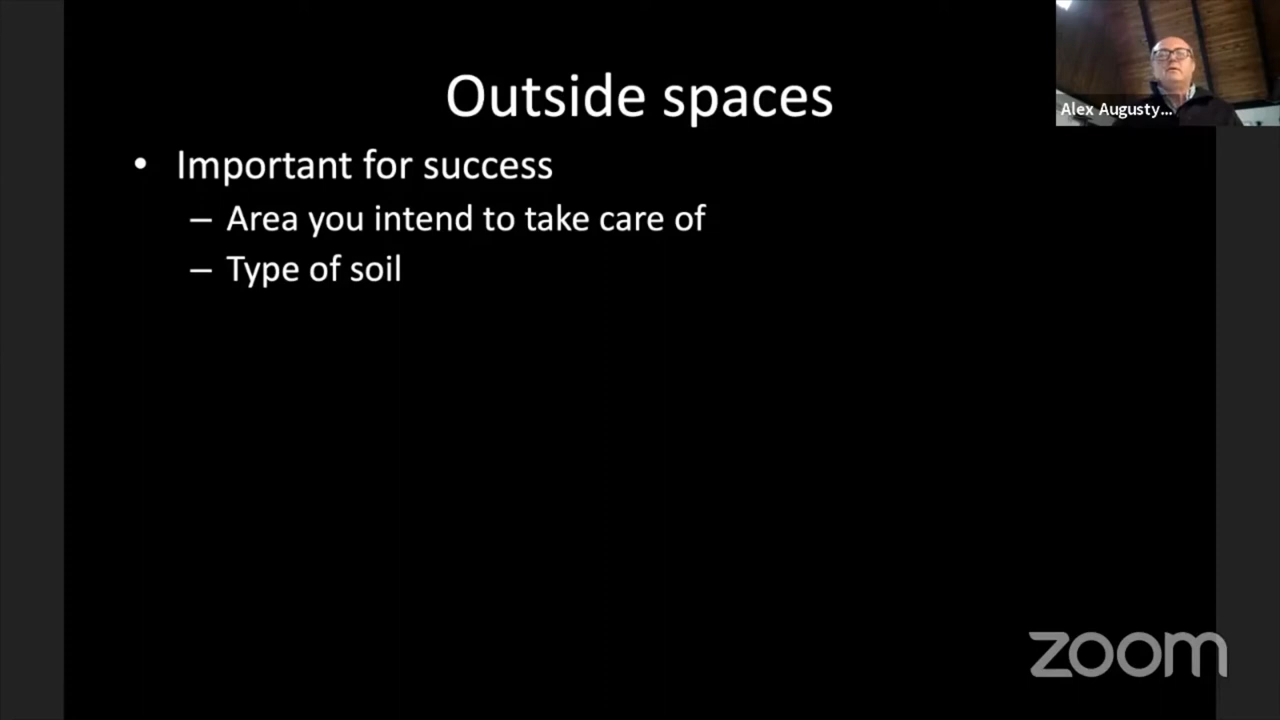 Outside spaces
• Important for success
– Area you intend to take care of
– Type of soil
Alex Augusty...
zoom